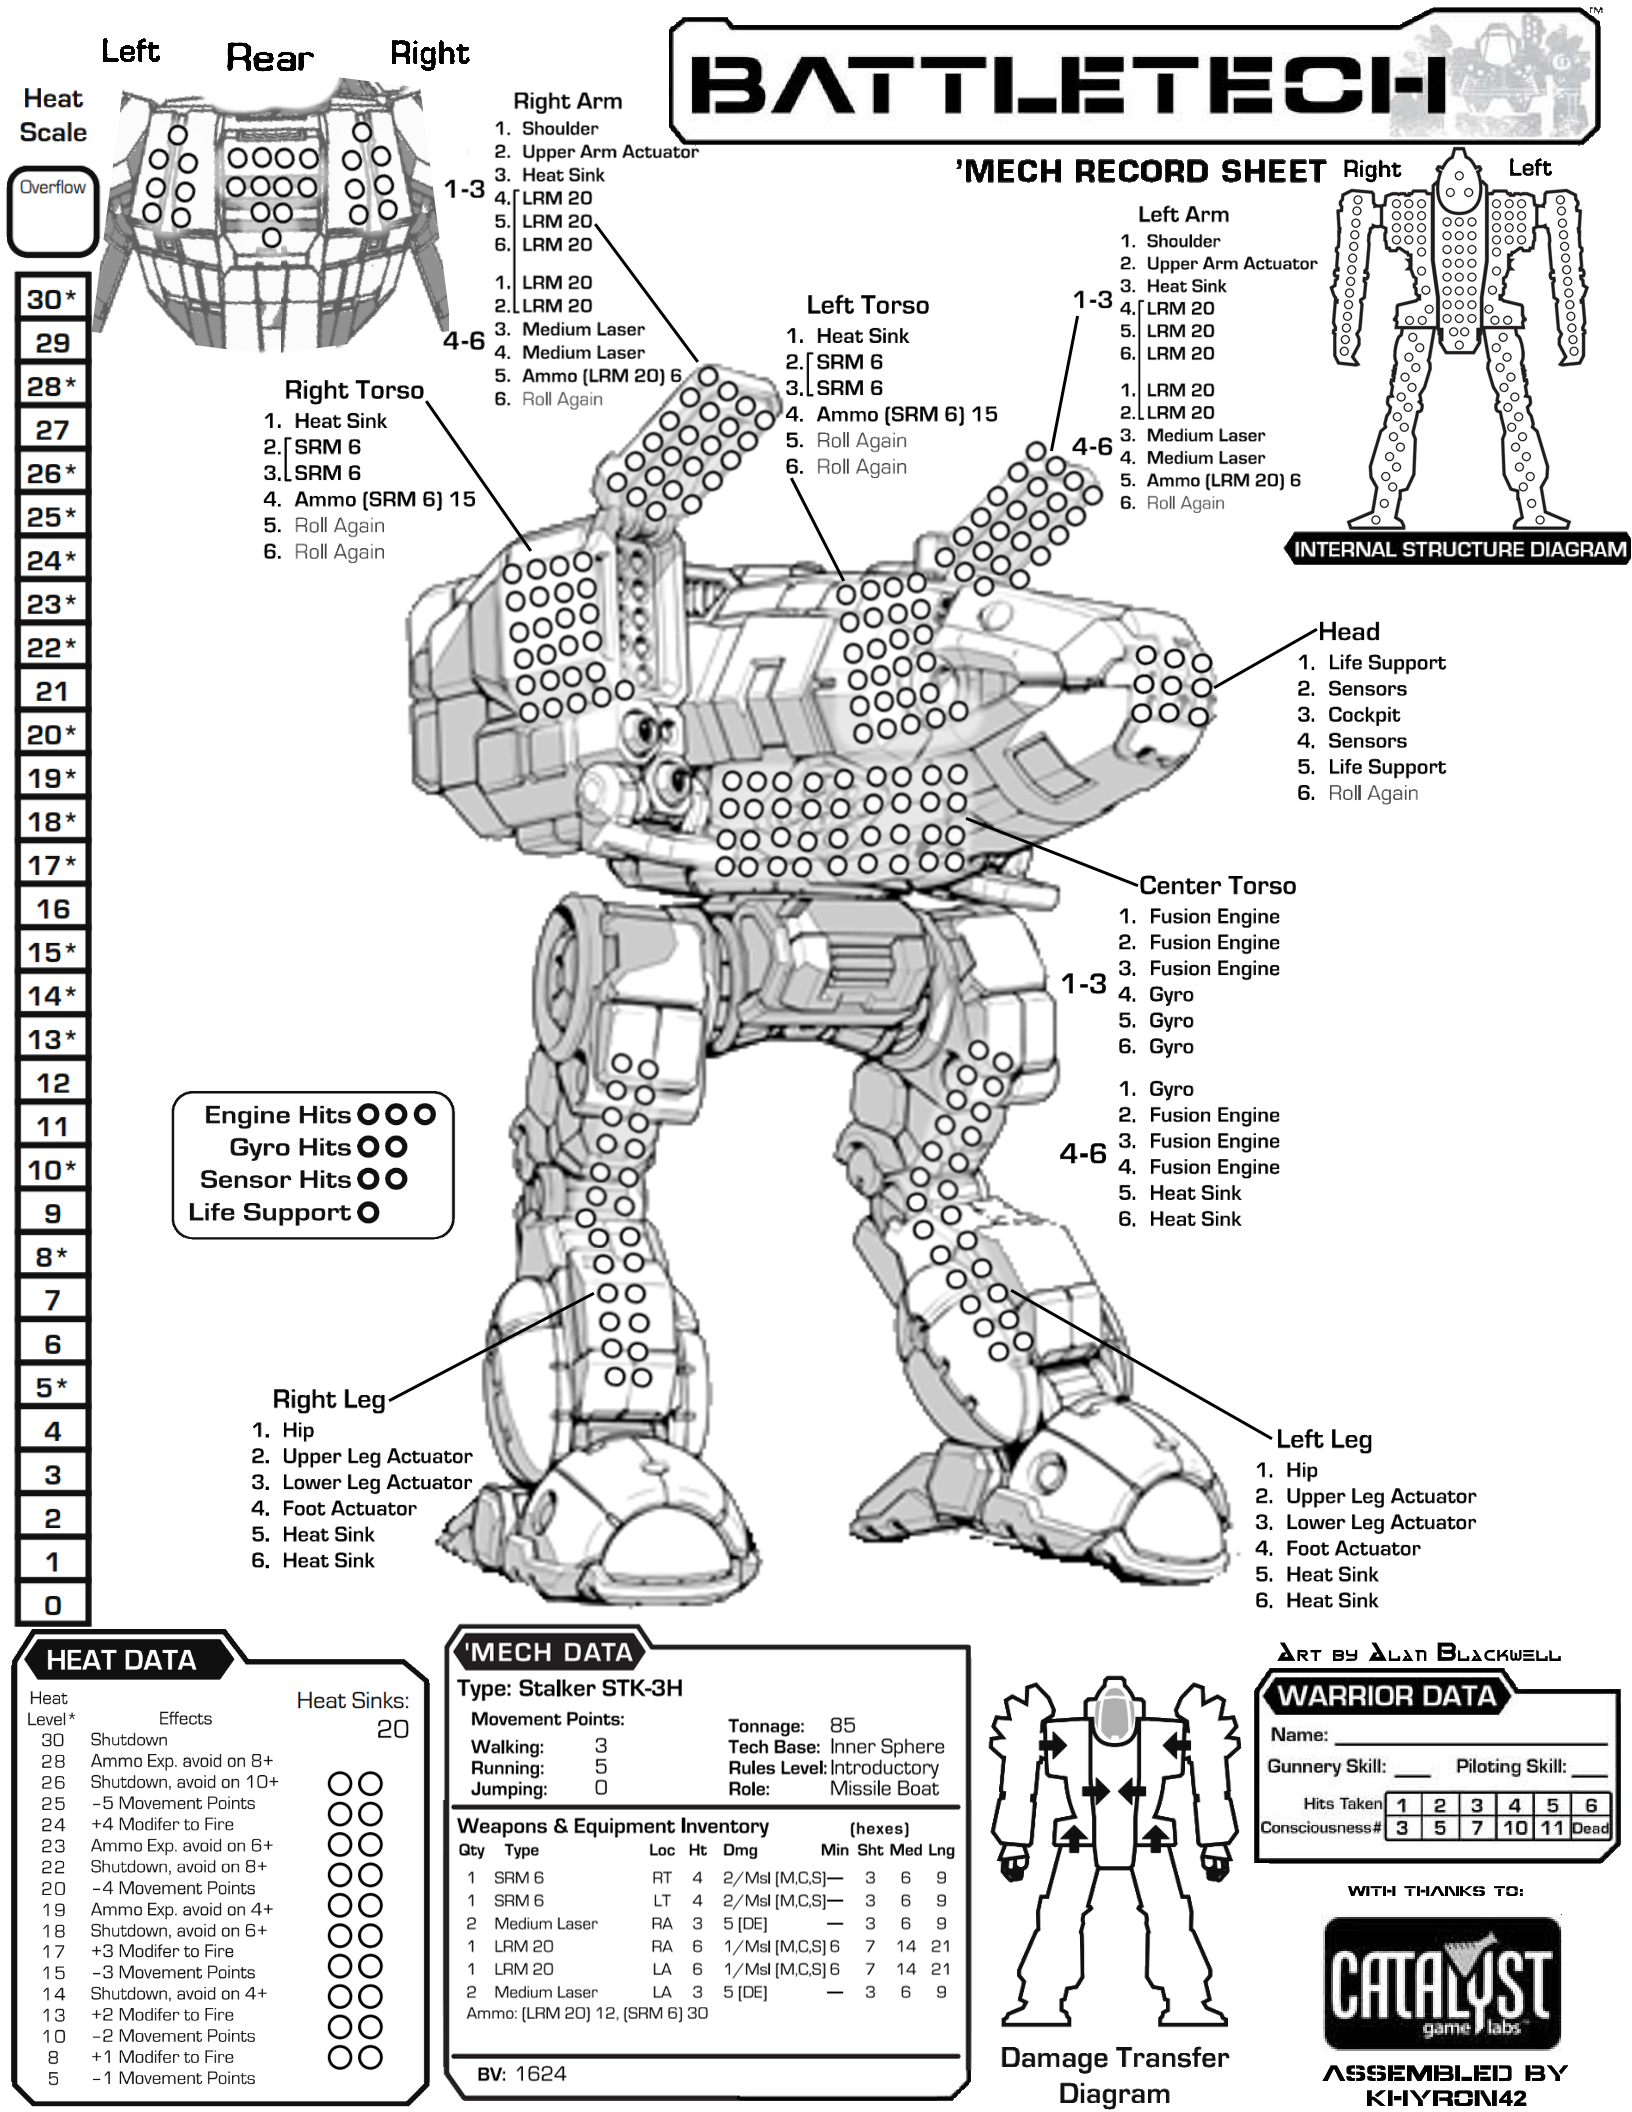 Left Rear Right
BATTLETECH
TM
'MECH RECORD SHEET
Heat
Scale
Overflow
30*
29
28*
27
26*
25*
24*
23*
22*
21
20*
19*
18*
17*
16
15*
14*
13*
12
11
10*
9
8*
7
6
5*
4
3
2
1
0
Right Arm
1. Shoulder
2. Upper Arm Actuator
3. Heat Sink
1-3
4. LRM 20
5. LRM 20
6. LRM 20
1. LRM 20
2. LRM 20
3. Medium Laser
4-6
4. Medium Laser
5. Ammo (LRM 20) 6
6. Roll Again
Right Torso
1. Heat Sink
2. SRM 6
3. SRM 6
4. Ammo (SRM 6) 15
5. Roll Again
6. Roll Again
Left Torso
1. Heat Sink
2. SRM 6
3. SRM 6
4. Ammo (SRM 6) 15
5. Roll Again
6. Roll Again
Left Arm
1. Shoulder
2. Upper Arm Actuator
3. Heat Sink
1-3
4. LRM 20
5. LRM 20
6. LRM 20
1. LRM 20
2. LRM 20
3. Medium Laser
4-6
4. Medium Laser
5. Ammo (LRM 20) 6
6. Roll Again
Right Left
INTERNAL STRUCTURE DIAGRAM
Head
1. Life Support
2. Sensors
3. Cockpit
4. Sensors
5. Life Support
6. Roll Again
Center Torso
1. Fusion Engine
2. Fusion Engine
3. Fusion Engine
1-3
4. Gyro
5. Gyro
6. Gyro
1. Gyro
2. Fusion Engine
3. Fusion Engine
4-6
4. Fusion Engine
5. Heat Sink
6. Heat Sink
Engine Hits
Gyro Hits
Sensor Hits
Life Support
Right Leg
1. Hip
2. Upper Leg Actuator
3. Lower Leg Actuator
4. Foot Actuator
5. Heat Sink
6. Heat Sink
Left Leg
1. Hip
2. Upper Leg Actuator
3. Lower Leg Actuator
4. Foot Actuator
5. Heat Sink
6. Heat Sink
HEAT DATA
Heat
Level* Effects
Heat Sinks:
20
30 Shutdown
28 Ammo Exp. avoid on 8+
26 Shutdown, avoid on 10+
25 -5 Movement Points
24 +4 Modifer to Fire
23 Ammo Exp. avoid on 6+
22 Shutdown, avoid on 8+
20 -4 Movement Points
19 Ammo Exp. avoid on 4+
18 Shutdown, avoid on 6+
17 +3 Modifer to Fire
15 -3 Movement Points
14 Shutdown, avoid on 4+
13 +2 Modifer to Fire
10 -2 Movement Points
8 +1 Modifer to Fire
5 -1 Movement Points
'MECH DATA
Type: Stalker STK-3H
Movement Points:
Walking: 3
Running: 5
Jumping: 0
Tonnage: 85
Tech Base: Inner Sphere
Rules Level: Introductory
Role: Missile Boat
Weapons & Equipment Inventory (hexes)
Qty Type Loc Ht Dmg Min Sht Med Lng
1 SRM 6 RT 4 2/Msl [M,C,S] — 3 6 9
1 SRM 6 LT 4 2/Msl [M,C,S] — 3 6 9
2 Medium Laser RA 3 5 [DE] — 3 6 9
1 LRM 20 RA 6 1/Msl [M,C,S] 6 7 14 21
1 LRM 20 LA 6 1/Msl [M,C,S] 6 7 14 21
2 Medium Laser LA 3 5 [DE] — 3 6 9
Ammo: (LRM 20) 12, (SRM 6) 30
BV: 1624
Damage Transfer
Diagram
Art by Alan Blackwell
WARRIOR DATA
Name:
Gunnery Skill: Piloting Skill:
Hits Taken 1 2 3 4 5 6
Consciousness# 3 5 7 10 11 Dead
WITH THANKS TO:
CATALYST
game labs
ASSEMBLED BY
KHYRON42